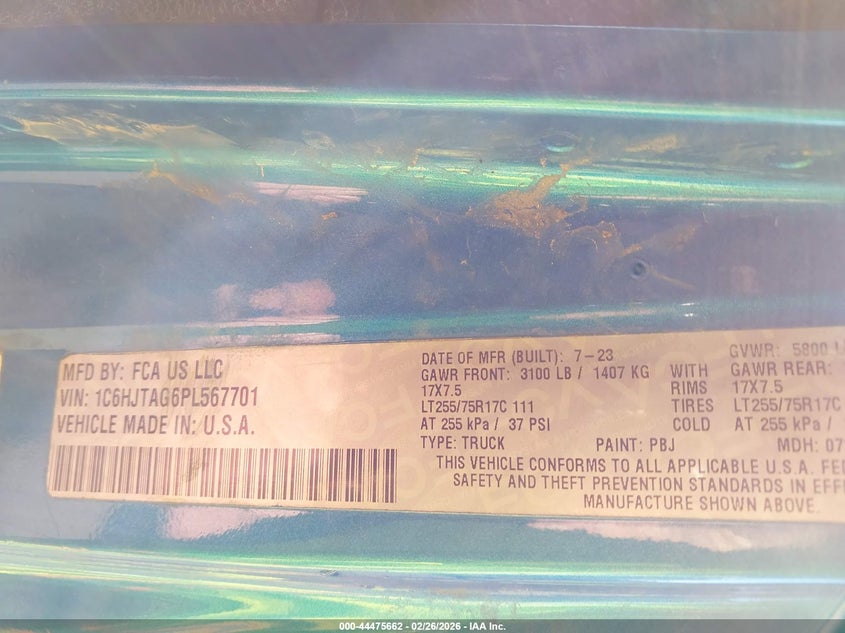 MFD BY: FCA US LLC
VIN: 1C6HJTAG6PL567701
VEHICLE MADE IN: U.S.A.
DATE OF MFR (BUILT): 7-23
GVWR: 5800 L
GAWR FRONT: 3100 LB / 1407 KG WITH GAWR REAR:
17X7.5 RIMS 17X7.5
LT255/75R17C 111 TIRES LT255/75R17C
AT 255 kPa / 37 PSI COLD AT 255 kPa /
TYPE: TRUCK PAINT: PBJ MDH: 07
THIS VEHICLE CONFORMS TO ALL APPLICABLE U.S.A. FED
SAFETY AND THEFT PREVENTION STANDARDS IN EFF
MANUFACTURE SHOWN ABOVE.
000-44475662 - 02/26/2026 - IAA Inc.